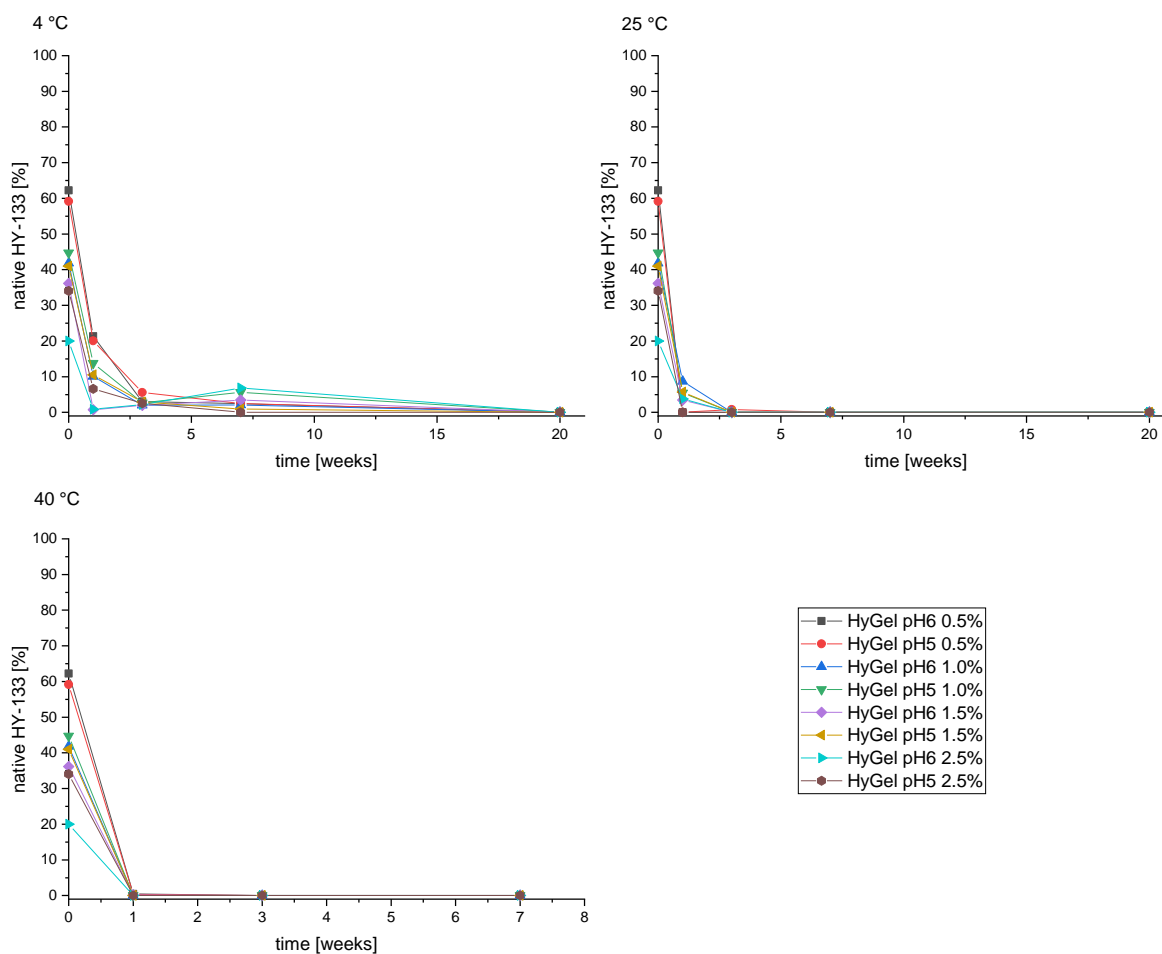 4 °C
100
90
80
70
60
50
40
30
20
10
0
native HY-133 [%]
0 5 10 15 20
time [weeks]
25 °C
100
90
80
70
60
50
40
30
20
10
0
native HY-133 [%]
0 5 10 15 20
time [weeks]
40 °C
100
90
80
70
60
50
40
30
20
10
0
native HY-133 [%]
0 1 2 3 4 5 6 7 8
time [weeks]
HyGel pH6 0.5%
HyGel pH5 0.5%
HyGel pH6 1.0%
HyGel pH5 1.0%
HyGel pH6 1.5%
HyGel pH5 1.5%
HyGel pH6 2.5%
HyGel pH5 2.5%